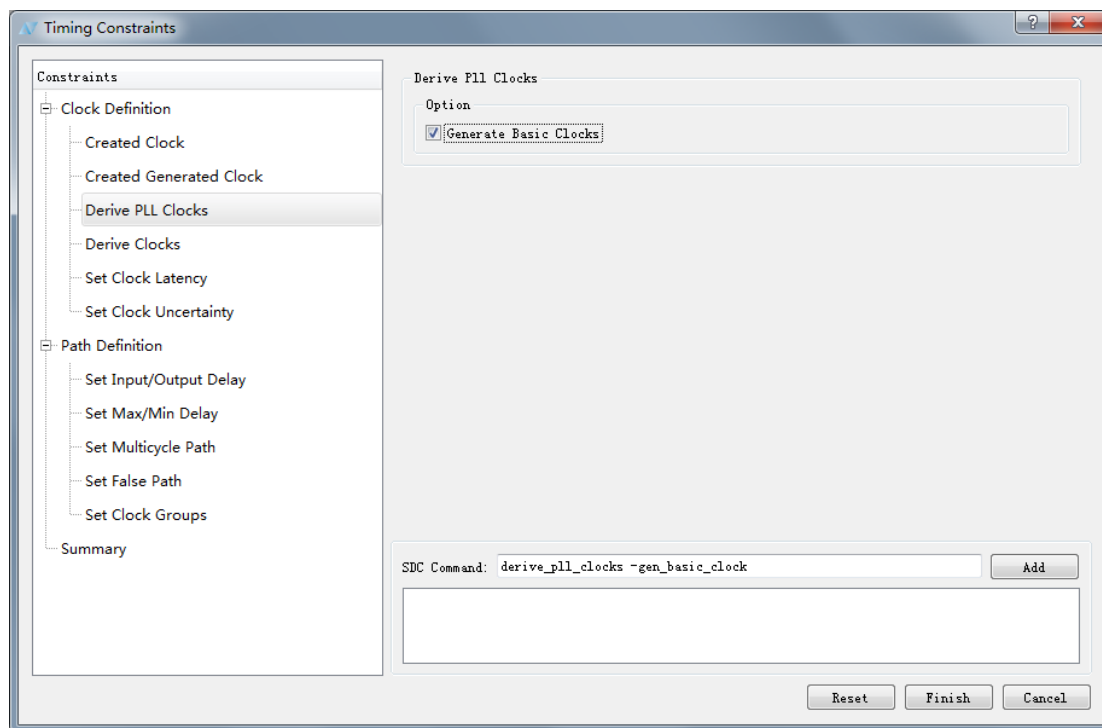 Timing Constraints
Constraints
Clock Definition
Created Clock
Created Generated Clock
Derive PLL Clocks
Derive Clocks
Set Clock Latency
Set Clock Uncertainty
Path Definition
Set Input/Output Delay
Set Max/Min Delay
Set Multicycle Path
Set False Path
Set Clock Groups
Summary
Derive Pll Clocks
Option
Generate Basic Clocks
SDC Command: derive_pll_clocks -gen_basic_clock Add
Reset Finish Cancel